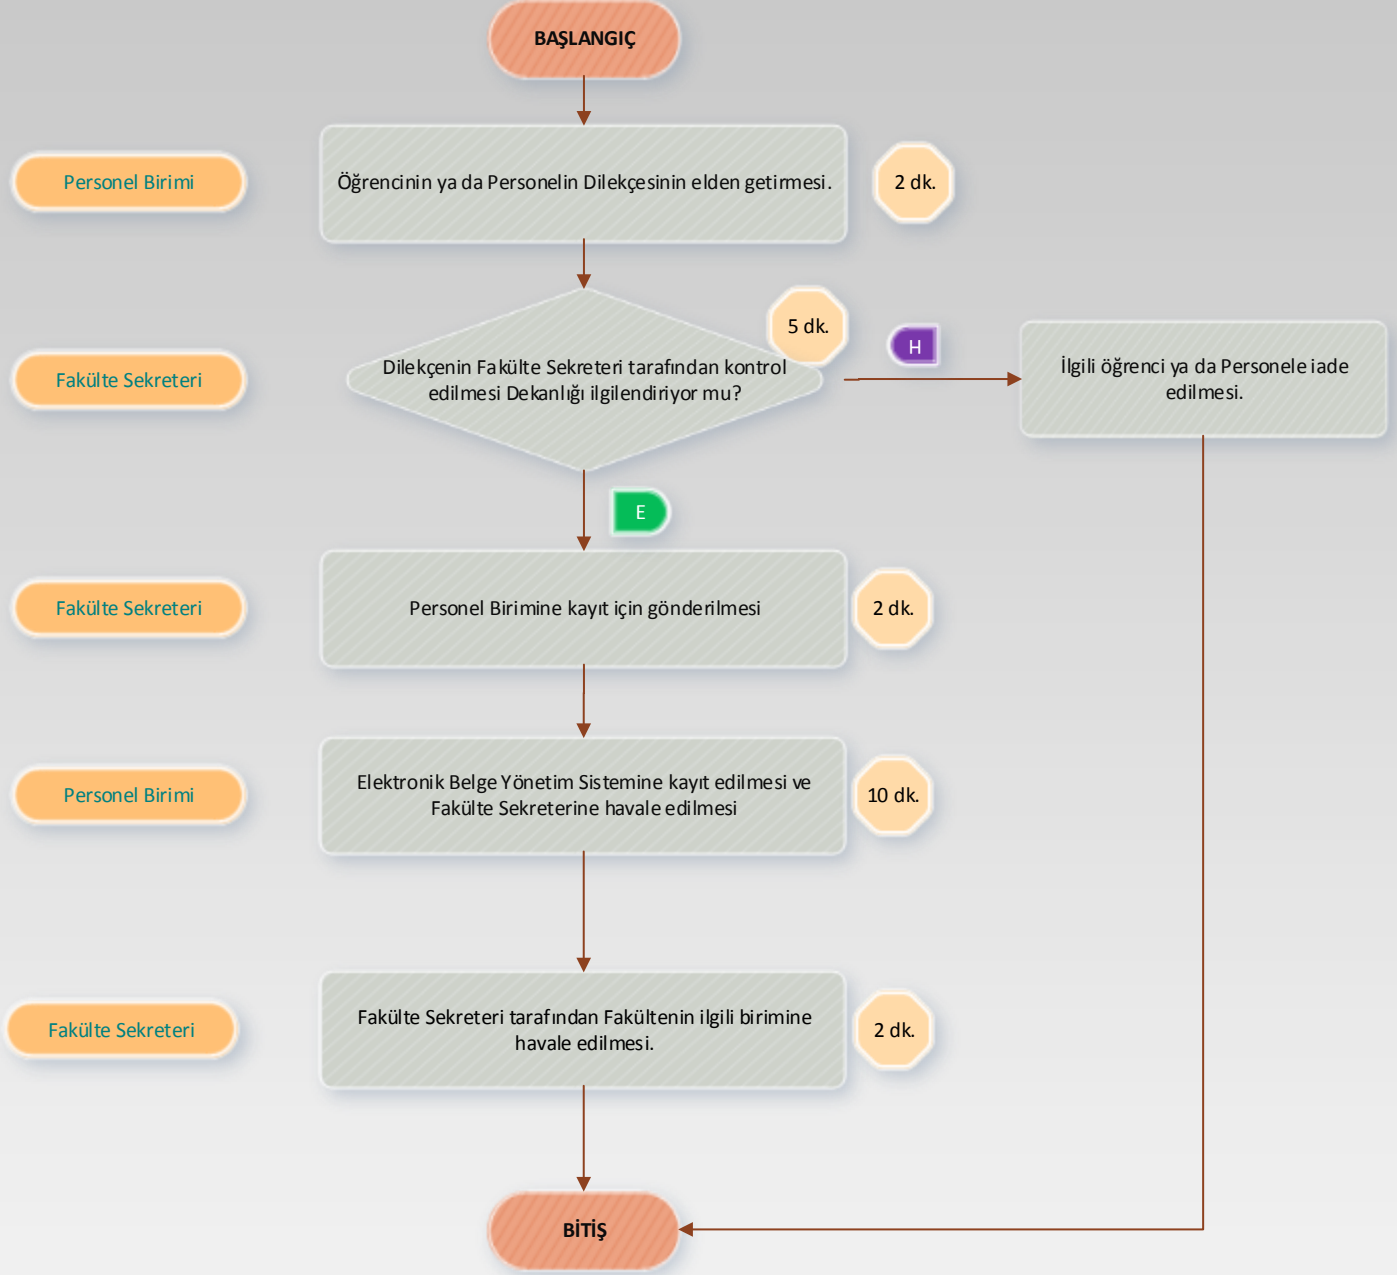 BAŞLANGIÇ
Personel Birimi
Öğrencinin ya da Personelin Dilekçesinin elden getirmesi.
2 dk.
Fakülte Sekreteri
Dilekçenin Fakülte Sekreteri tarafından kontrol
edilmesi Dekanlığı ilgilendiriyor mu?
5 dk.
H
İlgili öğrenci ya da Personele iade
edilmesi.
E
Fakülte Sekreteri
Personel Birimine kayıt için gönderilmesi
2 dk.
Personel Birimi
Elektronik Belge Yönetim Sistemine kayıt edilmesi ve
Fakülte Sekreterine havale edilmesi
10 dk.
Fakülte Sekreteri
Fakülte Sekreteri tarafından Fakültenin ilgili birimine
havale edilmesi.
2 dk.
BİTİŞ